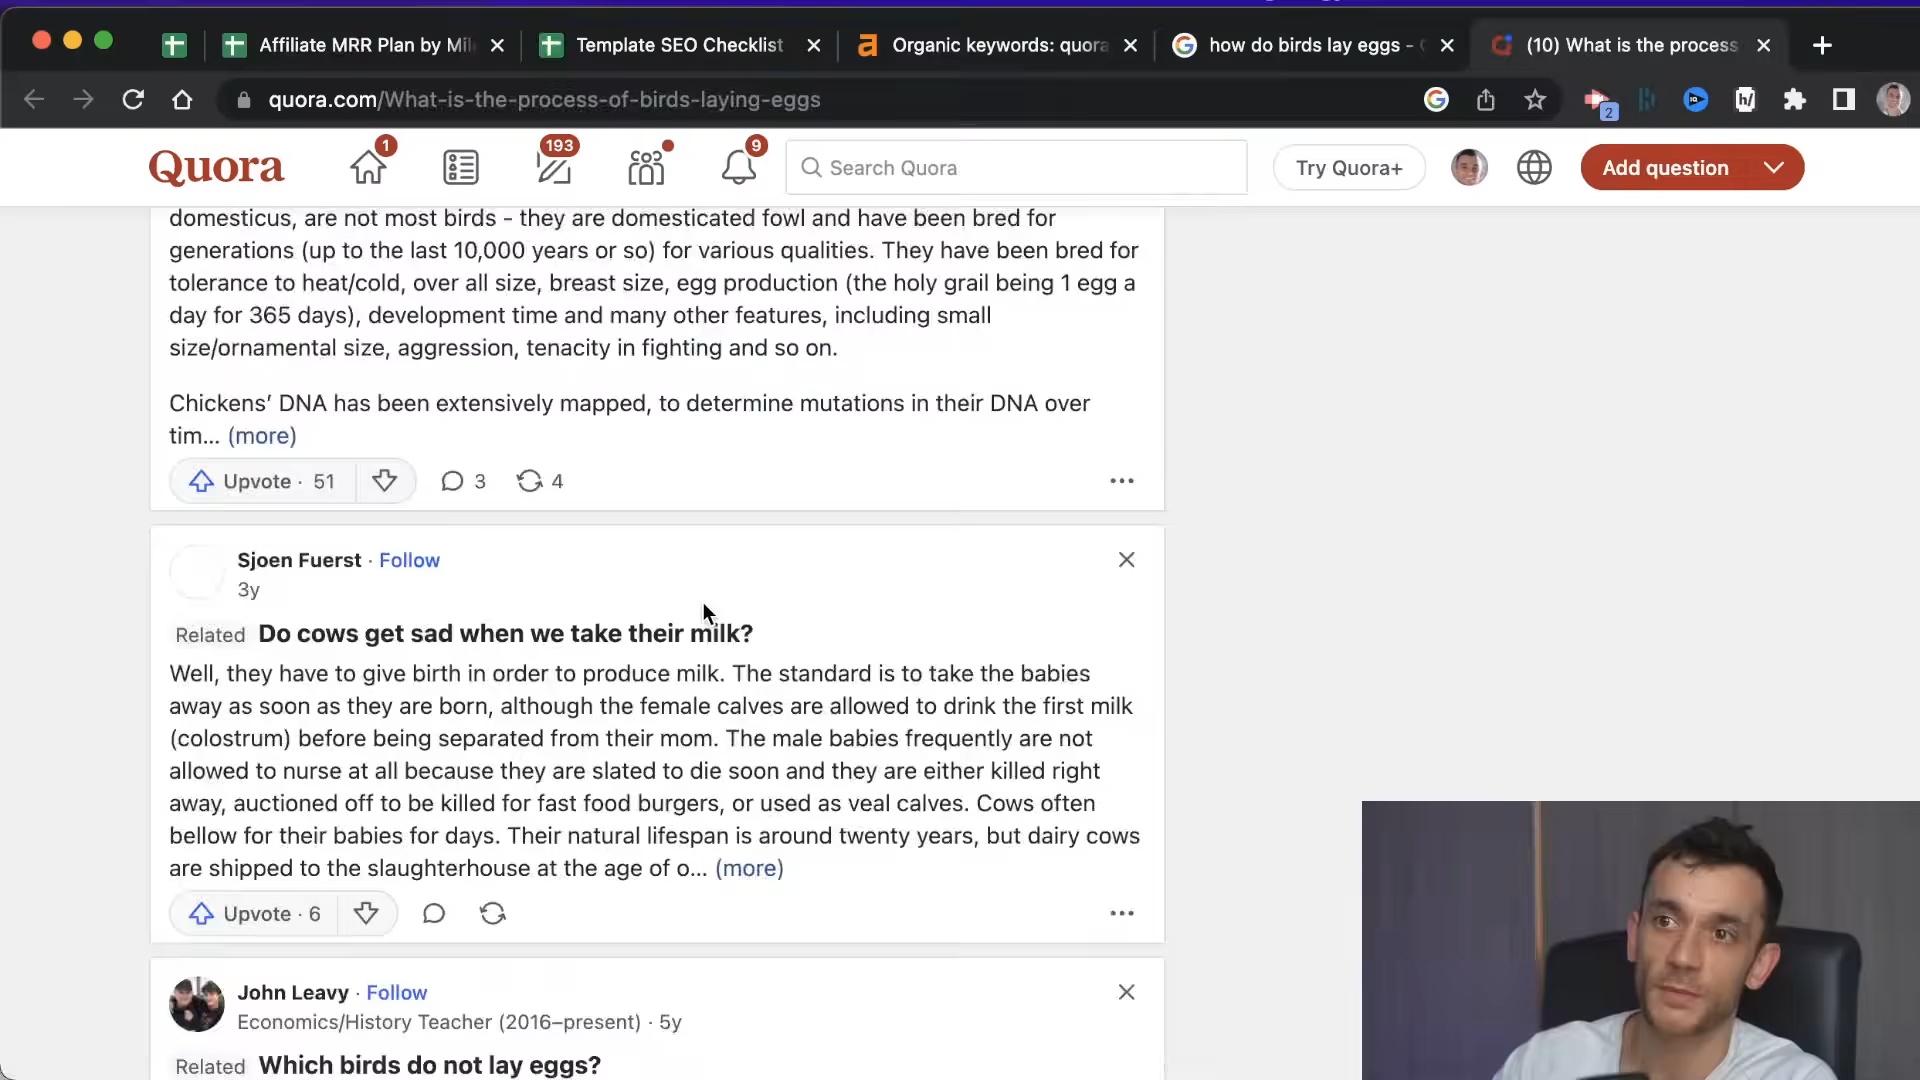 Affiliate MRR Plan by Mil
Template SEO Checklist
Organic keywords: quora
how do birds lay eggs -
(10) What is the process
quora.com/What-is-the-process-of-birds-laying-eggs
2
Quora
1
193
9
Search Quora
Try Quora+
Add question
domesticus, are not most birds - they are domesticated fowl and have been bred for
generations (up to the last 10,000 years or so) for various qualities. They have been bred for
tolerance to heat/cold, over all size, breast size, egg production (the holy grail being 1 egg a
day for 365 days), development time and many other features, including small
size/ornamental size, aggression, tenacity in fighting and so on.
Chickens’ DNA has been extensively mapped, to determine mutations in their DNA over
tim... (more)
Upvote · 51
3
4
Sjoen Fuerst · Follow
3y
Related Do cows get sad when we take their milk?
Well, they have to give birth in order to produce milk. The standard is to take the babies
away as soon as they are born, although the female calves are allowed to drink the first milk
(colostrum) before being separated from their mom. The male babies frequently are not
allowed to nurse at all because they are slated to die soon and they are either killed right
away, auctioned off to be killed for fast food burgers, or used as veal calves. Cows often
bellow for their babies for days. Their natural lifespan is around twenty years, but dairy cows
are shipped to the slaughterhouse at the age of o... (more)
Upvote · 6
John Leavy · Follow
Economics/History Teacher (2016–present) · 5y
Related Which birds do not lay eggs?